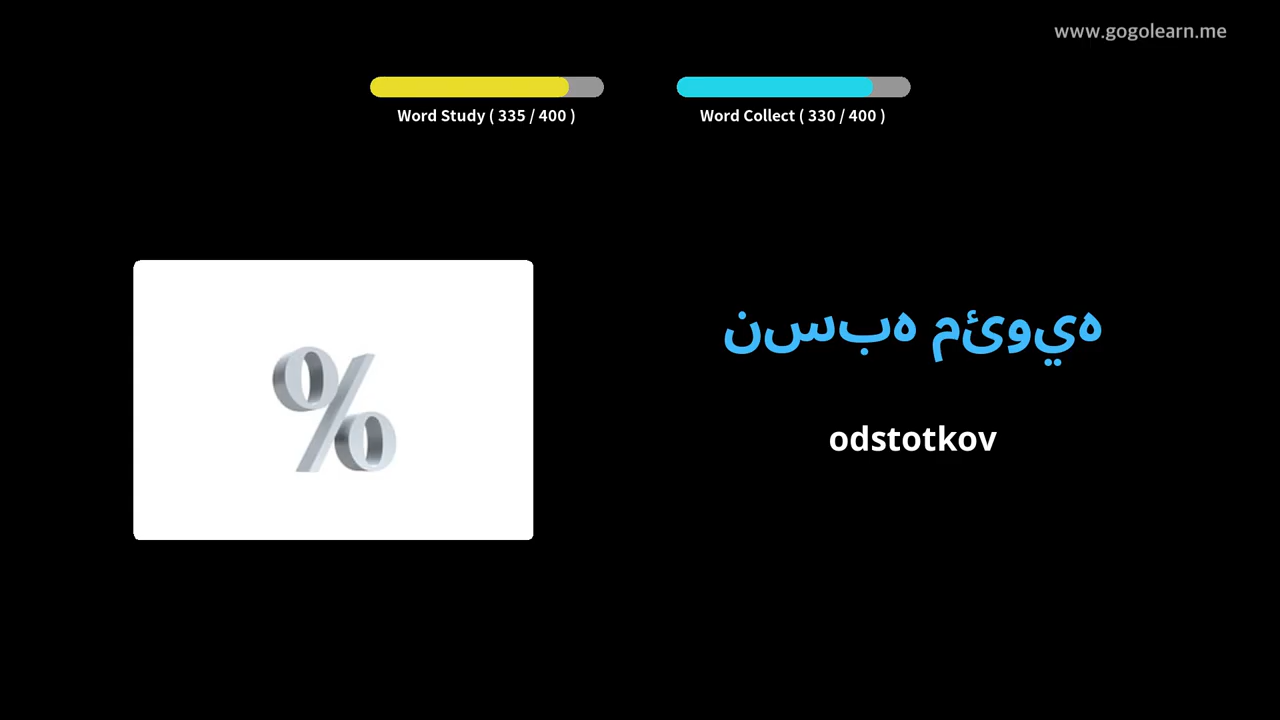 www.gogolearn.me
Word Study ( 335 / 400 )
Word Collect ( 330 / 400 )
%
نسبه مئويه
odstotkov